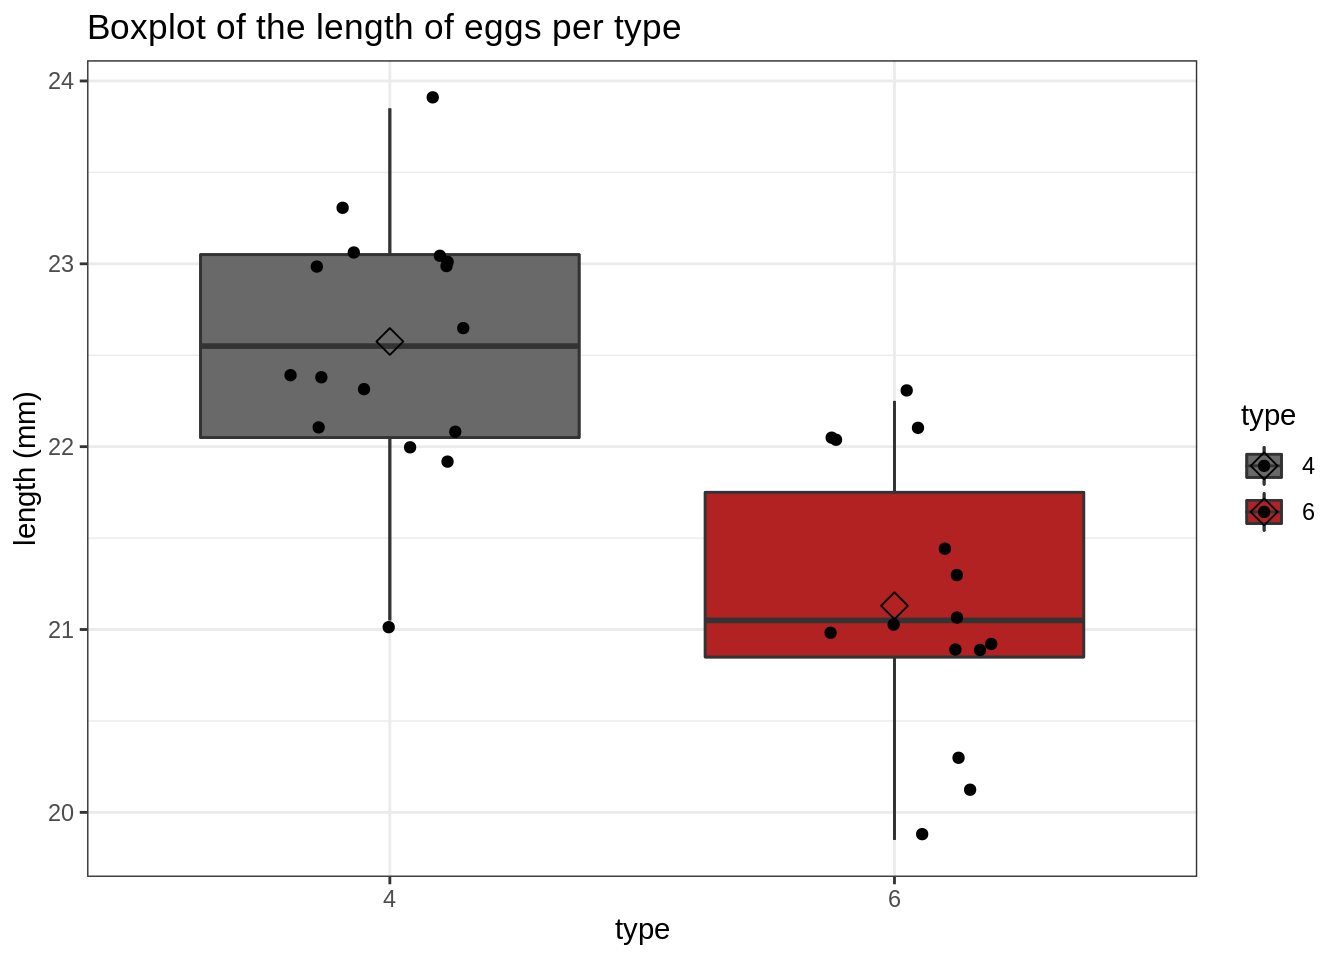 Boxplot of the length of eggs per type
24
23
22
21
20
length (mm)
4
6
type
type
4
6